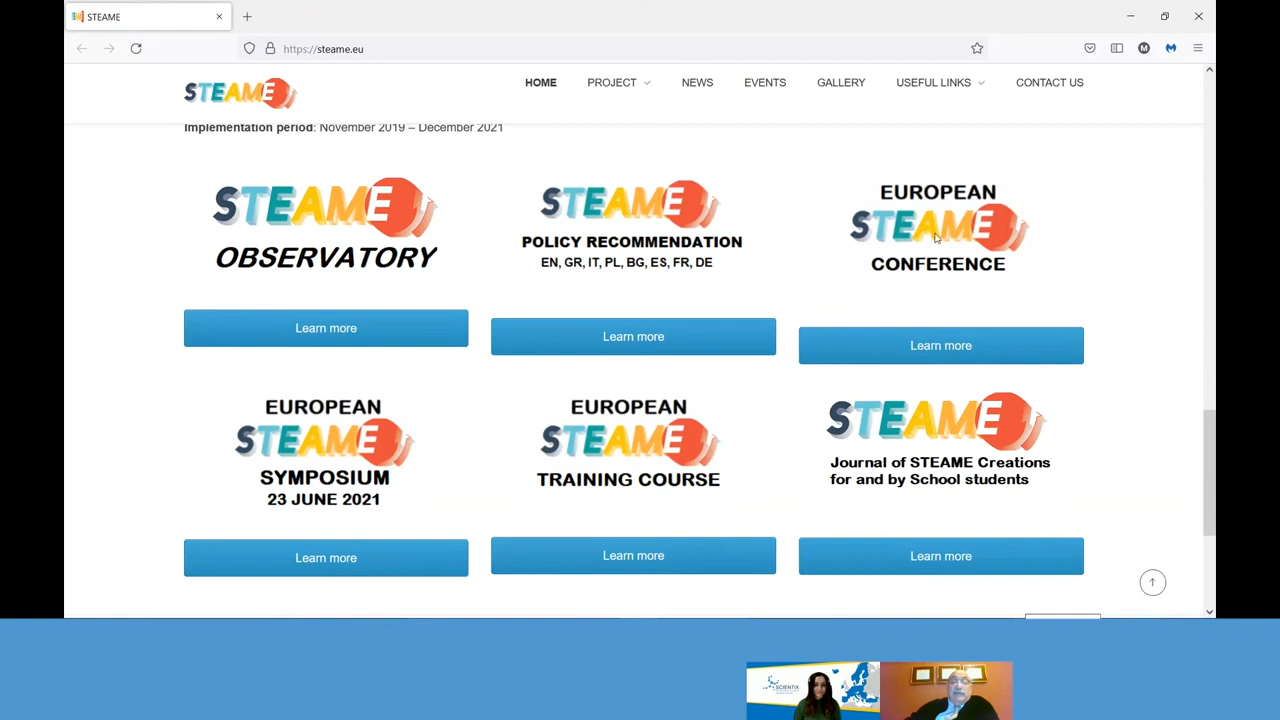 STEAME
https://steame.eu
STEAME
HOME PROJECT NEWS EVENTS GALLERY USEFUL LINKS CONTACT US
Implementation period: November 2019 – December 2021
STEAME
OBSERVATORY
Learn more
STEAME
POLICY RECOMMENDATION
EN, GR, IT, PL, BG, ES, FR, DE
Learn more
EUROPEAN
STEAME
CONFERENCE
Learn more
EUROPEAN
STEAME
SYMPOSIUM
23 JUNE 2021
Learn more
EUROPEAN
STEAME
TRAINING COURSE
Learn more
STEAME
Journal of STEAME Creations
for and by School students
Learn more
SCIENTIX